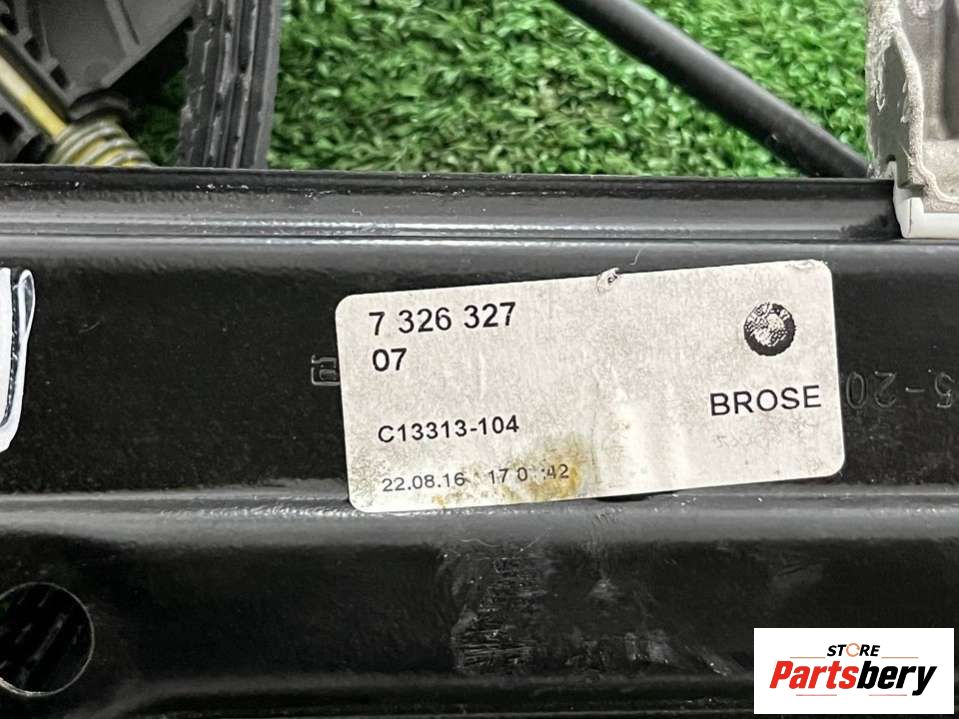 7 326 327
07
BROSE
C13313-104
22.08.16
STORE
Partsbery